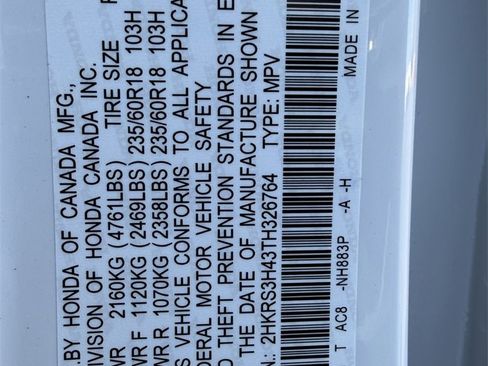 .BY HONDA OF CANADA MFG.,
DIVISION OF HONDA CANADA INC.
WR 2160KG (4761LBS) TIRE SIZE
WR F 1120KG (2469LBS) 235/60R18 103H
WR R 1070KG (2358LBS) 235/60R18 103H
S VEHICLE CONFORMS TO ALL APPLICA
DERAL MOTOR VEHICLE SAFETY
D THEFT PREVENTION STANDARDS IN E
THE DATE OF MANUFACTURE SHOWN
N.: 2HKRS3H43TH326764 TYPE: MPV
T AC8 -NH883P -A -H MADE IN